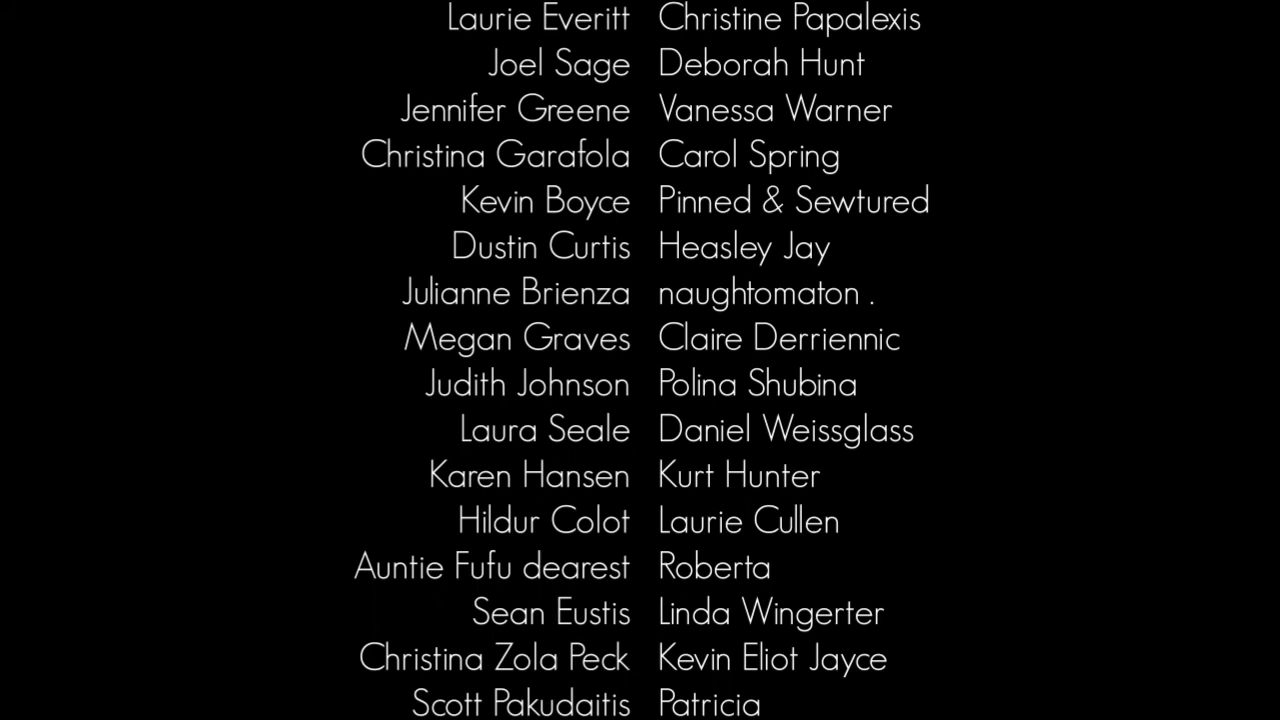 Laurie Everitt Christine Papalexis
Joel Sage Deborah Hunt
Jennifer Greene Vanessa Warner
Christina Garafola Carol Spring
Kevin Boyce Pinned & Sewtured
Dustin Curtis Heasley Jay
Julianne Brienza naughtomaton .
Megan Graves Claire Derriennic
Judith Johnson Polina Shubina
Laura Seale Daniel Weissglass
Karen Hansen Kurt Hunter
Hildur Colot Laurie Cullen
Auntie Fufu dearest Roberta
Sean Eustis Linda Wingerter
Christina Zola Peck Kevin Eliot Jayce
Scott Pakudaitis Patricia